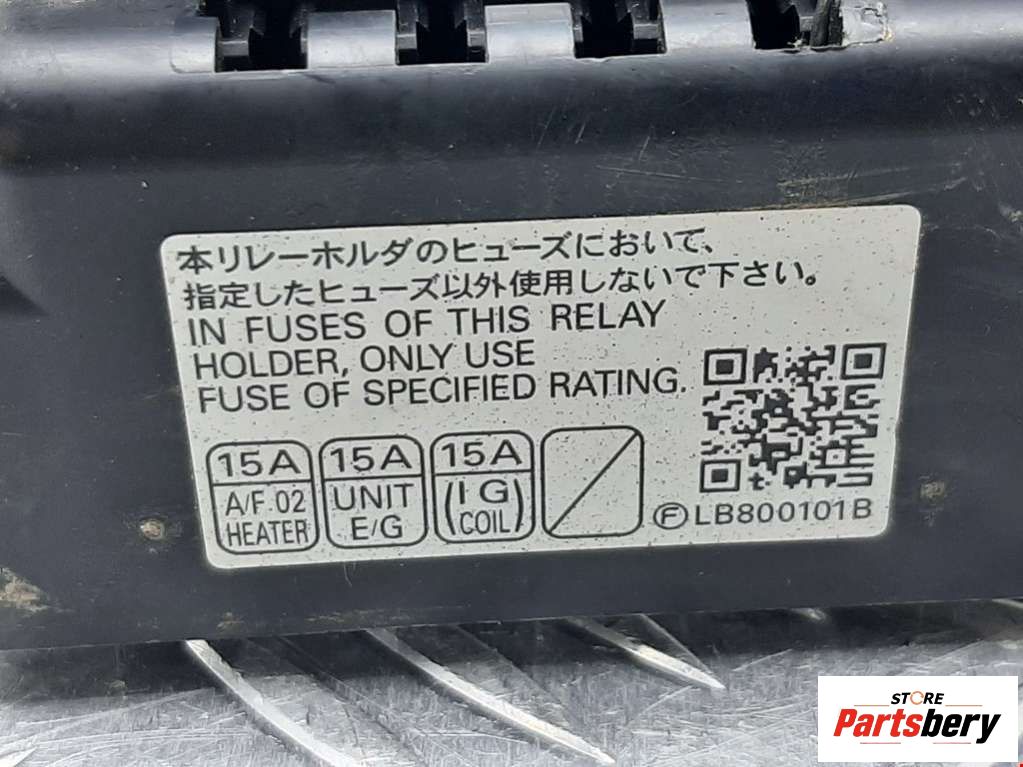 本リレーホルダのヒューズにおいて、
指定したヒューズ以外使用しないで下さい。
IN FUSES OF THIS RELAY
HOLDER, ONLY USE
FUSE OF SPECIFIED RATING.
15A
A/F·O2
HEATER
15A
UNIT
E/G
15A
(IG
COIL)
Ⓕ LB800101B
STORE
Partsbery